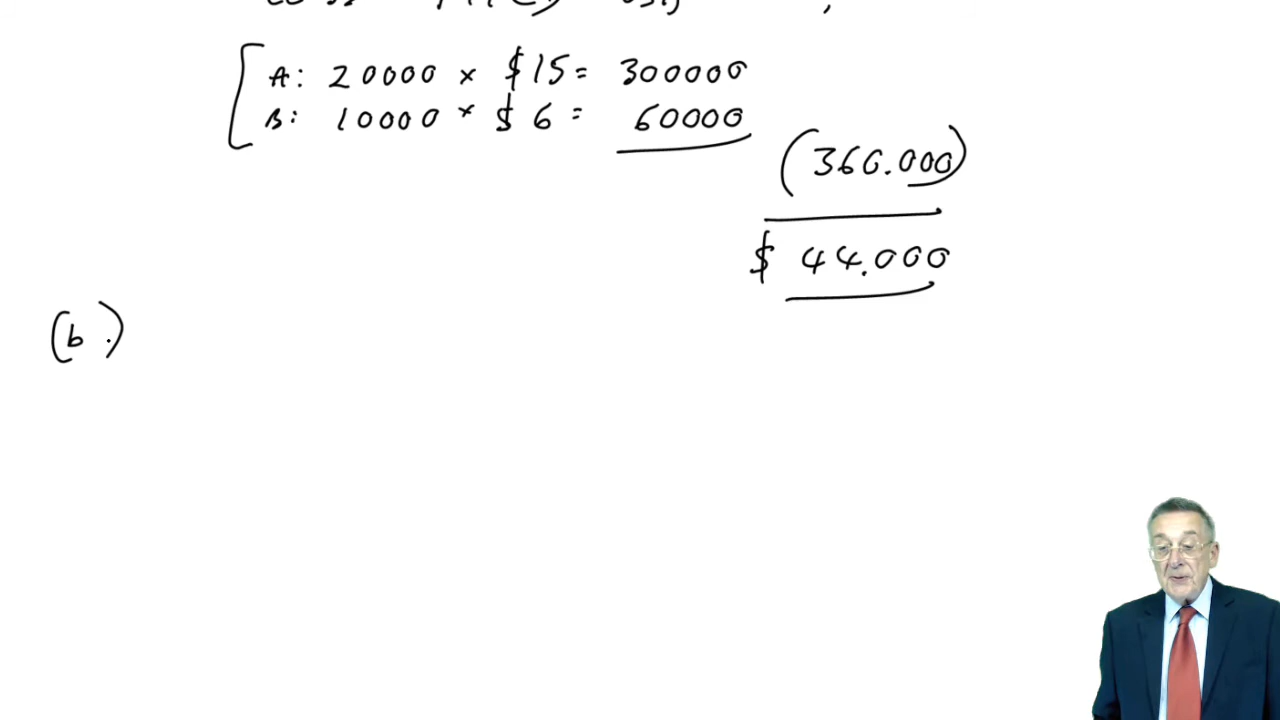 A: 20000 × $15 = 300000
B: 10000 × $ 6 = 60000
(360.000)
$ 44.000
(b)